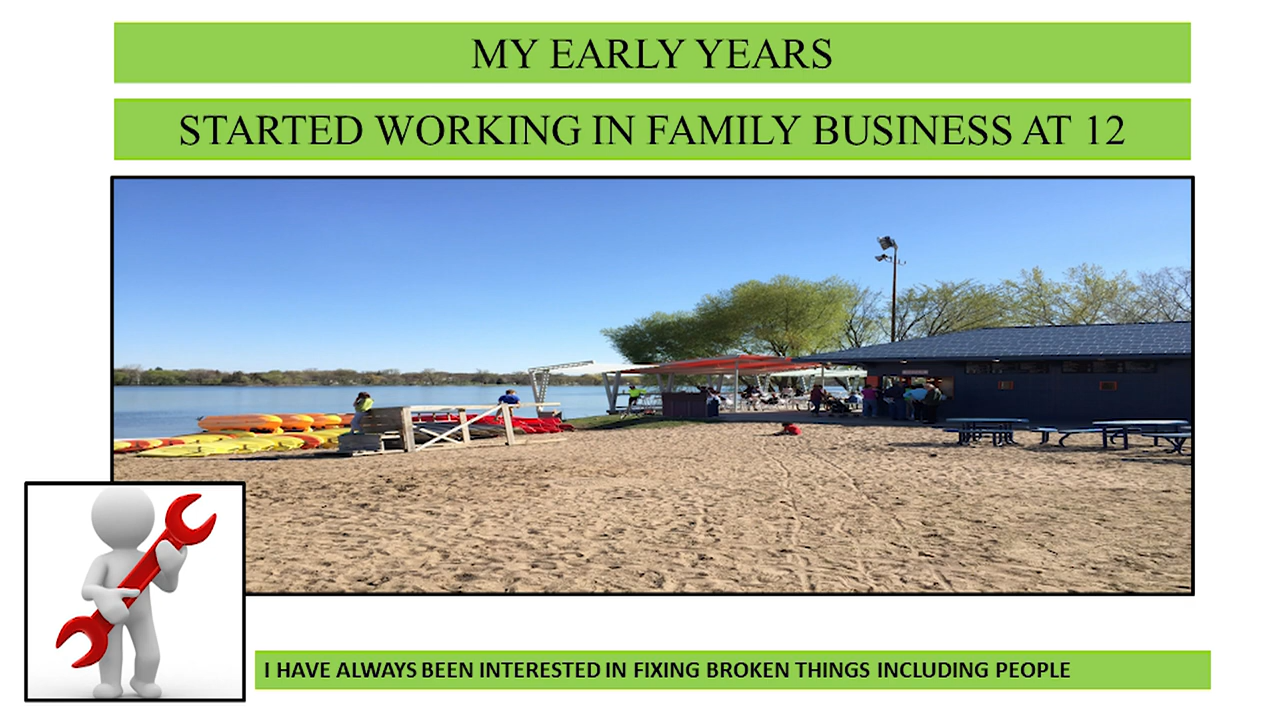 MY EARLY YEARS
STARTED WORKING IN FAMILY BUSINESS AT 12
I HAVE ALWAYS BEEN INTERESTED IN FIXING BROKEN THINGS INCLUDING PEOPLE